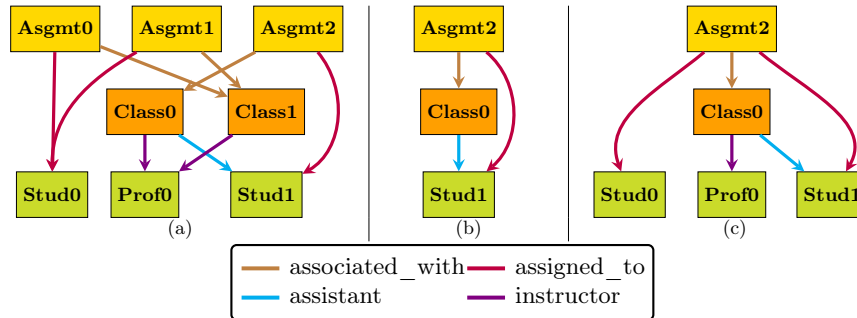 Asgmt0 Asgmt1 Asgmt2 Asgmt2 Asgmt2
Class0 Class1 Class0 Class0
Stud0 Prof0 Stud1 Stud1 Stud0 Prof0 Stud1
(a) (b) (c)
associated_with assigned_to
assistant instructor